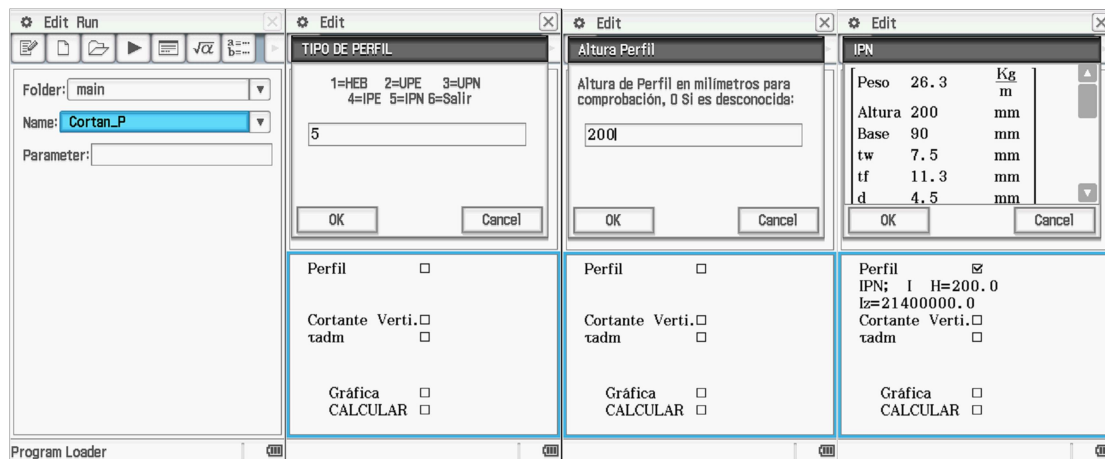 Edit Run
√α
a=--
b=--
Folder: main
Name: Cortan_P
Parameter:
Program Loader
Edit
TIPO DE PERFIL
1=HEB 2=UPE 3=UPN
4=IPE 5=IPN 6=Salir
5
OK Cancel
Perfil
Cortante Verti.
τadm
Gráfica
CALCULAR
Edit
Altura Perfil
Altura de Perfil en milímetros para
comprobación, 0 Si es desconocida:
200
OK Cancel
Perfil
Cortante Verti.
τadm
Gráfica
CALCULAR
Edit
IPN
Peso 26.3 Kg/m
Altura 200 mm
Base 90 mm
tw 7.5 mm
tf 11.3 mm
d 4.5 mm
OK Cancel
Perfil
IPN; I H=200.0
Iz=21400000.0
Cortante Verti.
τadm
Gráfica
CALCULAR